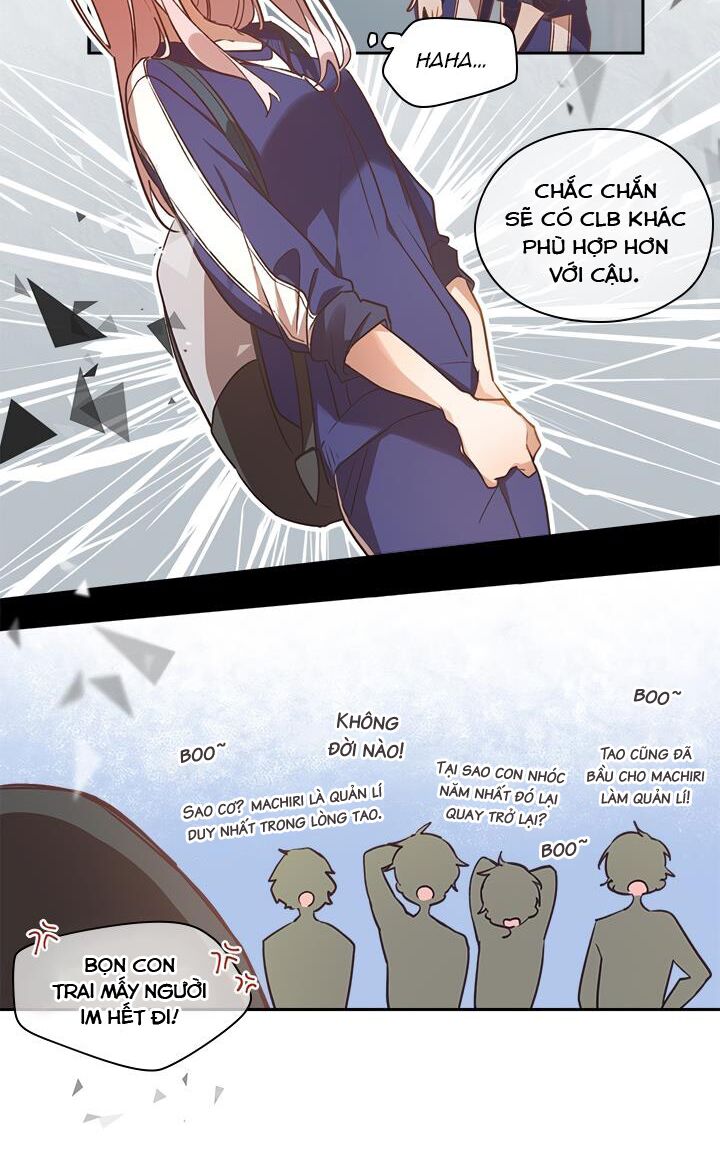 HAHA...
CHẮC CHẮN
SẼ CÓ CLB KHÁC
PHÙ HỢP HƠN
VỚI CẬU.
BOO~
KHÔNG
ĐỜI NÀO!
BOO~
SAO CƠ? MACHIRI LÀ QUẢN LÍ
DUY NHẤT TRONG LÒNG TAO.
TẠI SAO CON NHÓC
NĂM NHẤT ĐÓ LẠI
QUAY TRỞ LẠI?
BOO~
TAO CŨNG ĐÃ
BẦU CHO MACHIRI
LÀM QUẢN LÍ!
BỌN CON
TRAI MẤY NGƯỜI
IM HẾT ĐI!